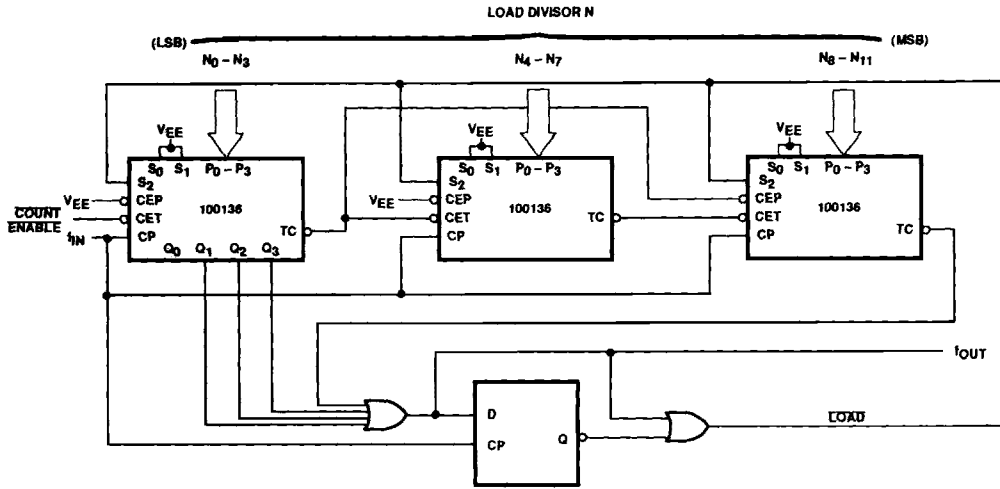 LOAD DIVISOR N
(LSB) (MSB)
N0 – N3 N4 – N7 N8 – N11
VEE VEE VEE
S0 S1 P0 – P3 S0 S1 P0 – P3 S0 S1 P0 – P3
S2 S2 S2
VEE CEP VEE CEP CEP
COUNT ENABLE CET 100136 CET 100136 CET 100136
fIN CP TC CP TC CP TC
Q0 Q1 Q2 Q3
fOUT
D
CP Q
LOAD